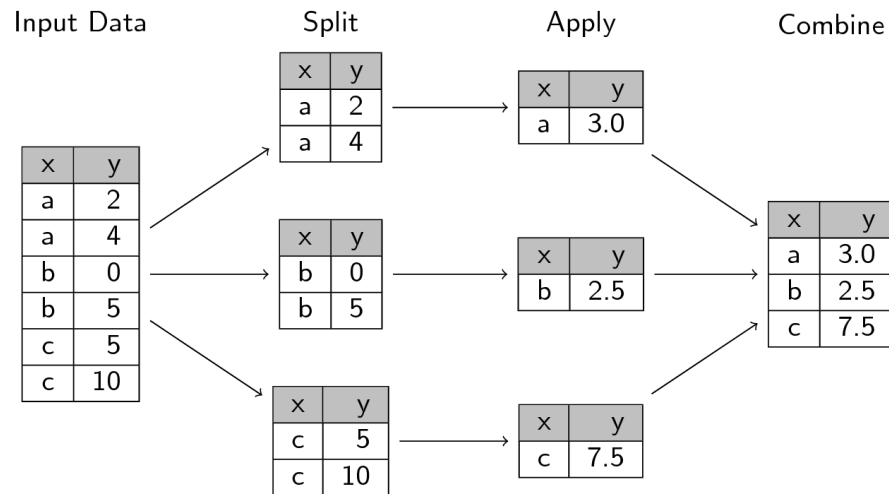 Input Data
x y
a 2
a 4
b 0
b 5
c 5
c 10
Split
x y
a 2
a 4
x y
b 0
b 5
x y
c 5
c 10
Apply
x y
a 3.0
x y
b 2.5
x y
c 7.5
Combine
x y
a 3.0
b 2.5
c 7.5